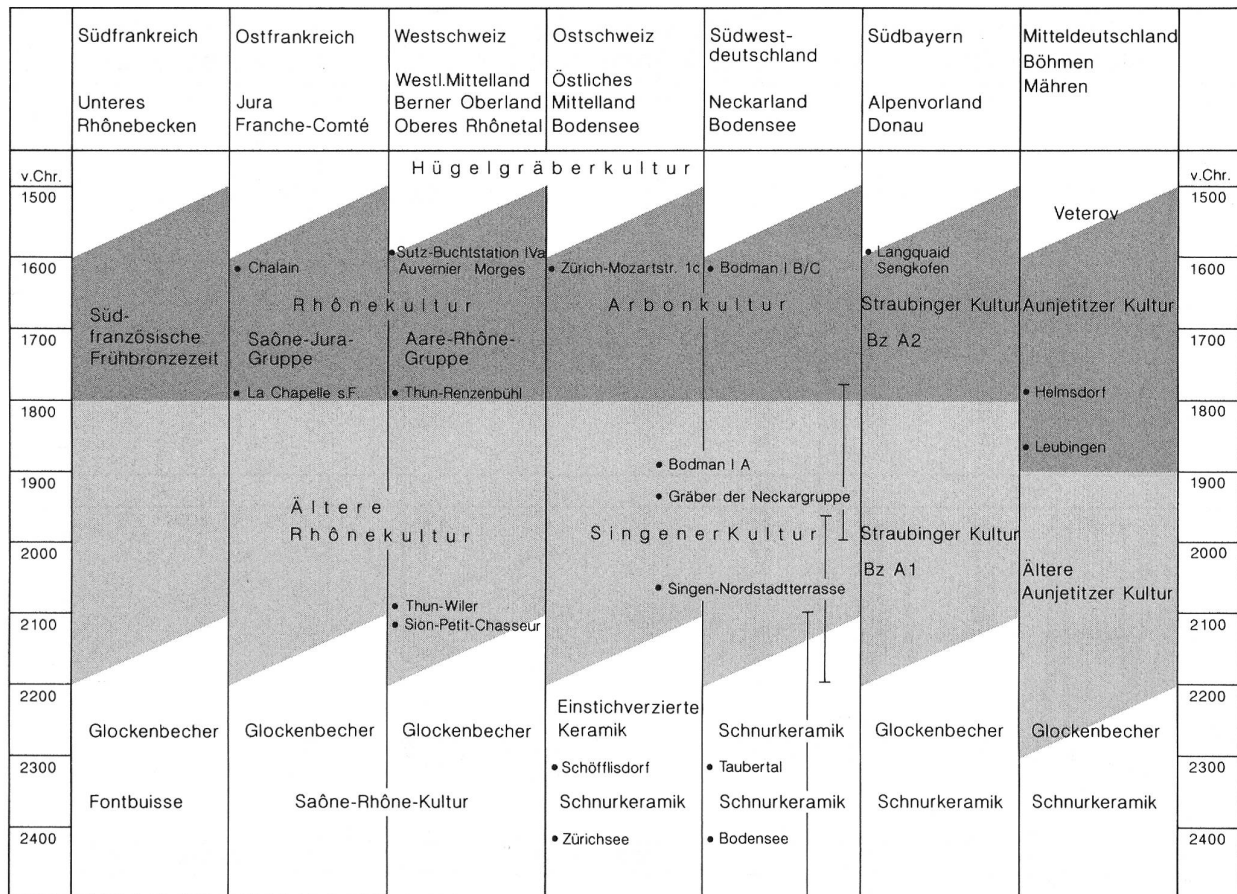 Südfrankreich
Unteres
Rhônebecken
Ostfrankreich
Jura
Franche-Comté
Westschweiz
Westl.Mittelland
Berner Oberland
Oberes Rhônetal
Ostschweiz
Östliches
Mittelland
Bodensee
Südwest-
deutschland
Neckarland
Bodensee
Südbayern
Alpenvorland
Donau
Mitteldeutschland
Böhmen
Mähren
Hügelgräberkultur
v.Chr.
1500
1600
1700
1800
1900
2000
2100
2200
2300
2400
Süd-
französische
Frühbronzezeit
Glockenbecher
Fontbuisse
• Chalain
Rhônekultur
Saône-Jura-
Gruppe
• La Chapelle s.F.
Ältere
Rhônekultur
Glockenbecher
Saône-Rhône-Kultur
• Sutz-Buchtstation IVa
Auvernier Morges
Aare-Rhône-
Gruppe
• Thun-Renzenbühl
• Thun-Wiler
• Sion-Petit-Chasseur
Glockenbecher
• Zürich-Mozartstr. 1c
Arbonkultur
• Bodman I B/C
• Bodman I A
• Gräber der Neckargruppe
Singener Kultur
• Singen-Nordstadtterrasse
Einstichverzierte
Keramik
• Schöfflisdorf
Schnurkeramik
• Zürichsee
Schnurkeramik
• Taubertal
Schnurkeramik
• Bodensee
• Langquaid
Sengkofen
Straubinger Kultur
Bz A2
Straubinger Kultur
Bz A1
Glockenbecher
Schnurkeramik
Veterov
Aunjetitzer Kultur
• Helmsdorf
• Leubingen
Ältere
Aunjetitzer Kultur
Glockenbecher
Schnurkeramik
v.Chr.
1500
1600
1700
1800
1900
2000
2100
2200
2300
2400